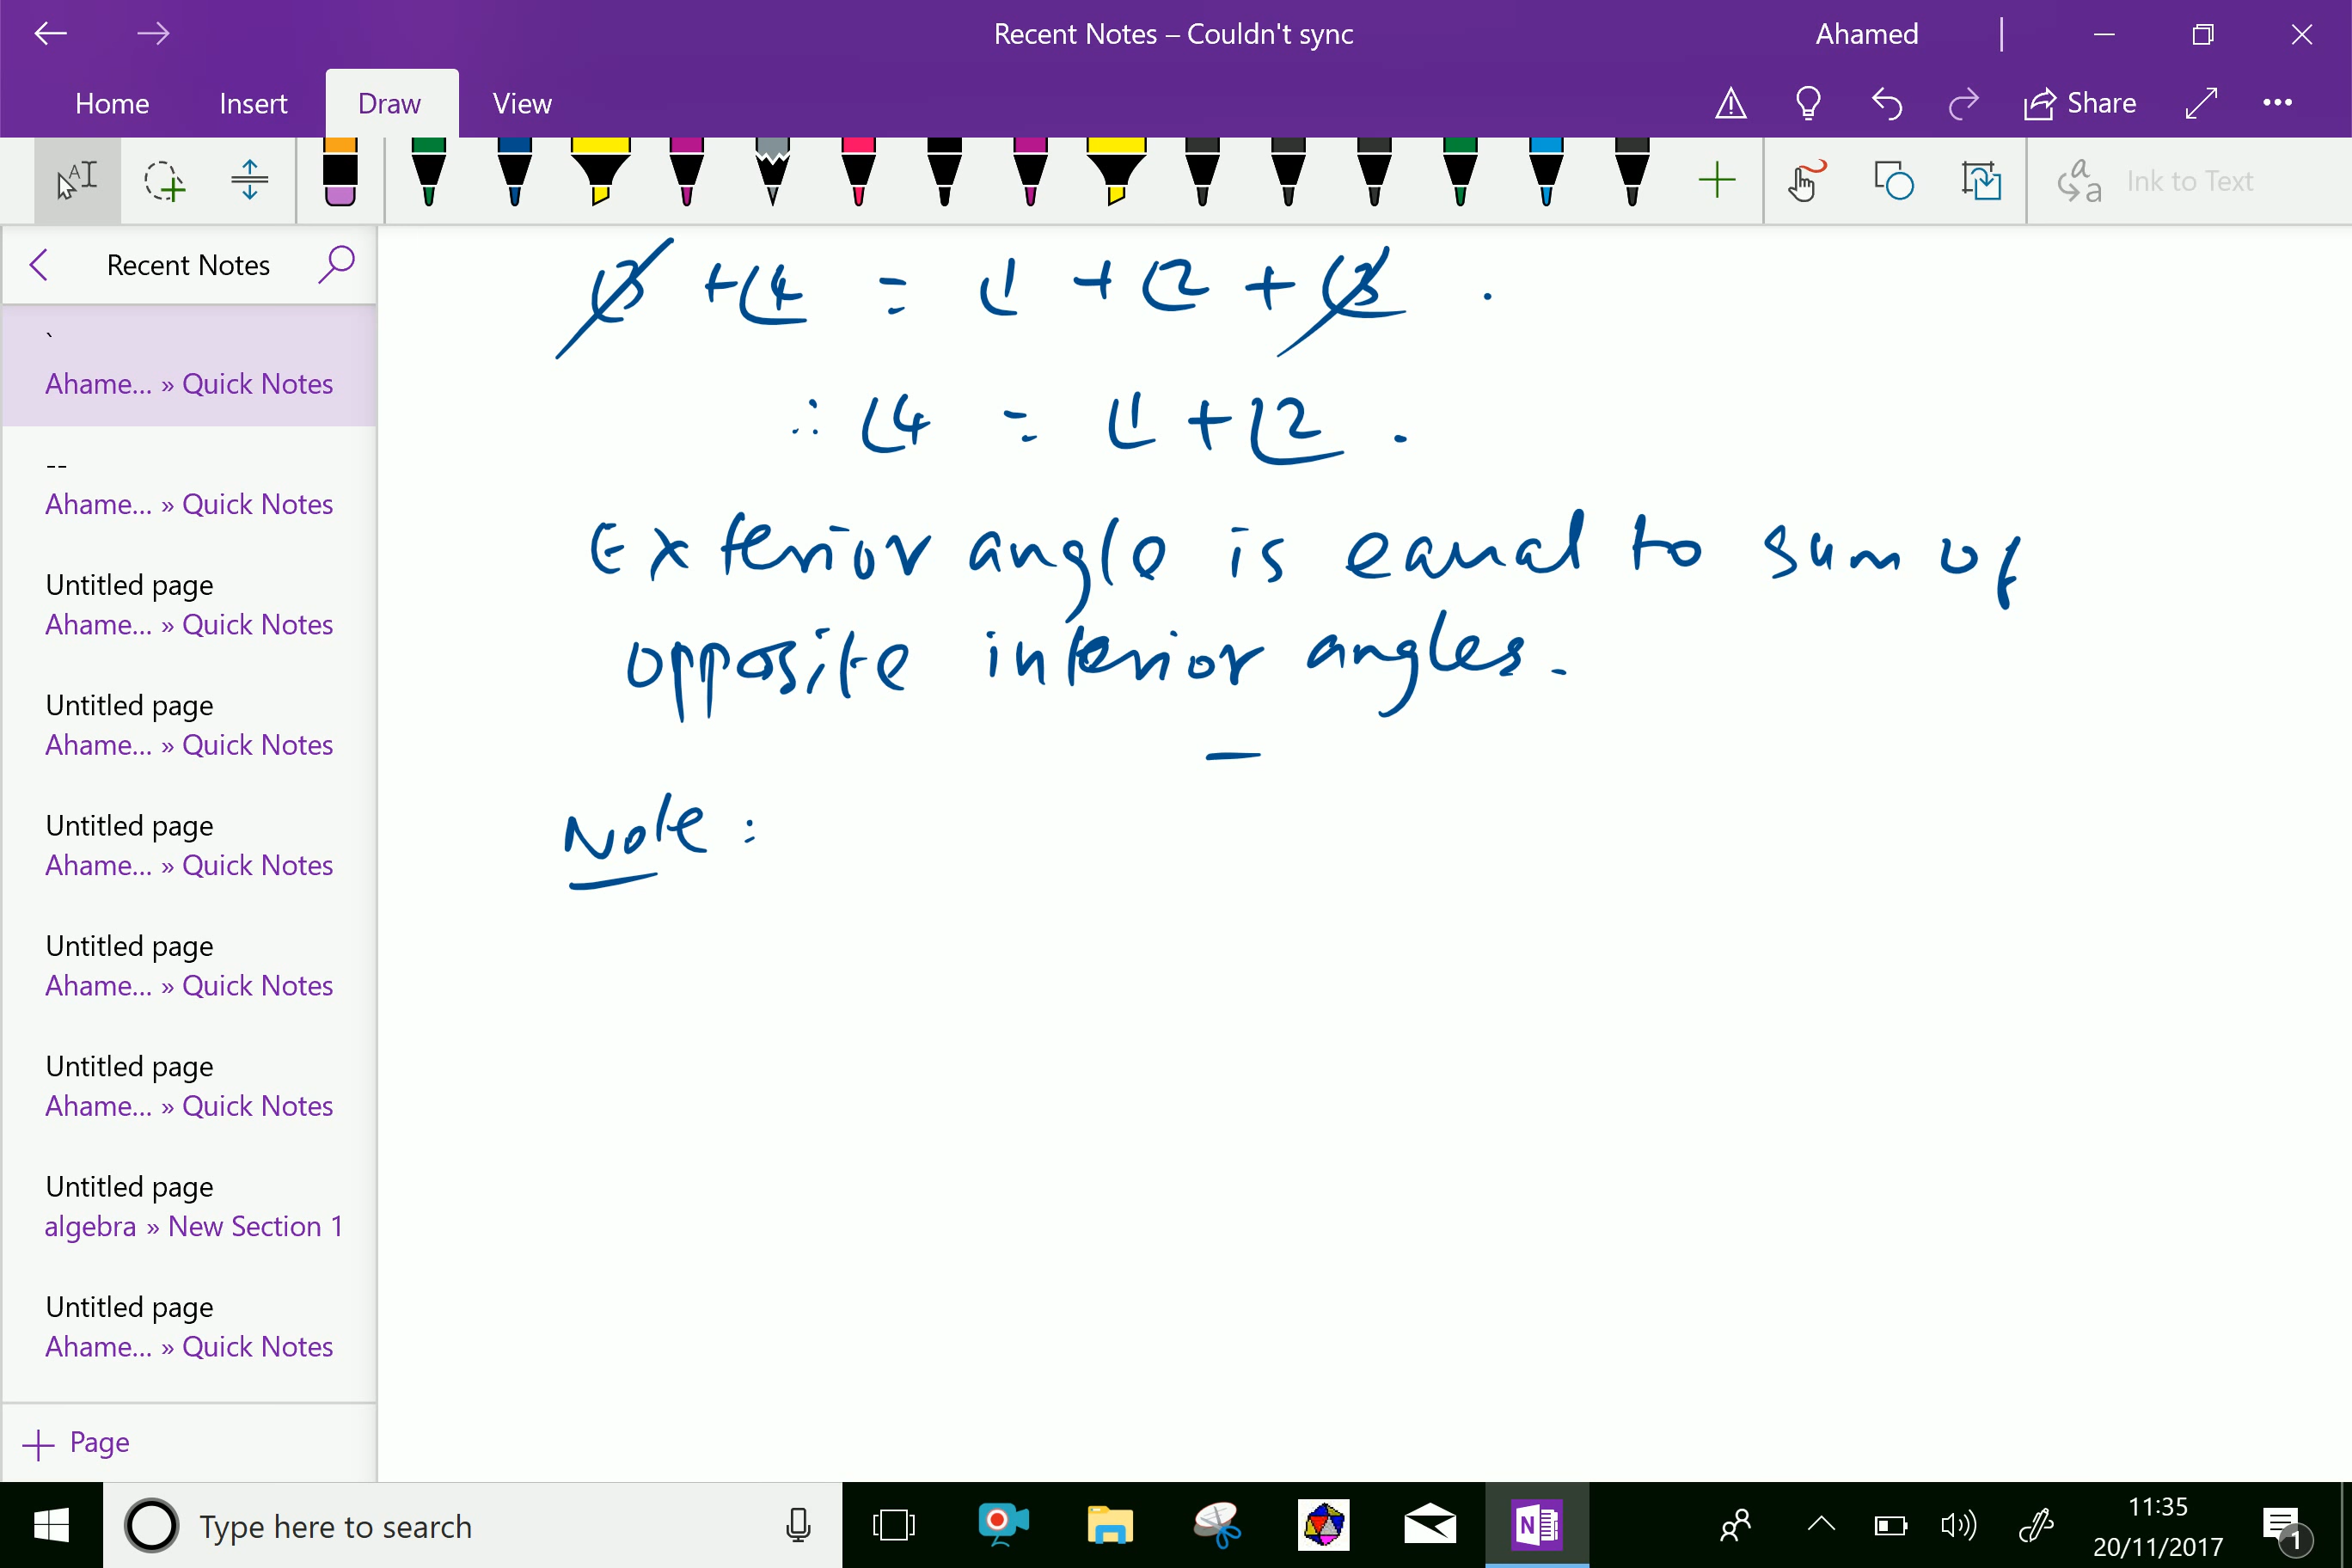 Recent Notes – Couldn't sync
Ahamed
Home Insert Draw View
Share
Ink to Text
Recent Notes
`
Ahame... » Quick Notes
--
Ahame... » Quick Notes
Untitled page
Ahame... » Quick Notes
Untitled page
Ahame... » Quick Notes
Untitled page
Ahame... » Quick Notes
Untitled page
Ahame... » Quick Notes
Untitled page
Ahame... » Quick Notes
Untitled page
algebra » New Section 1
Untitled page
Ahame... » Quick Notes
Page
∠3 + ∠4 = ∠1 + ∠2 + ∠3 .
∴ ∠4 = ∠1 + ∠2 .
Exterior angle is equal to sum of
opposite interior angles.
Note :
Type here to search
11:35
20/11/2017
1